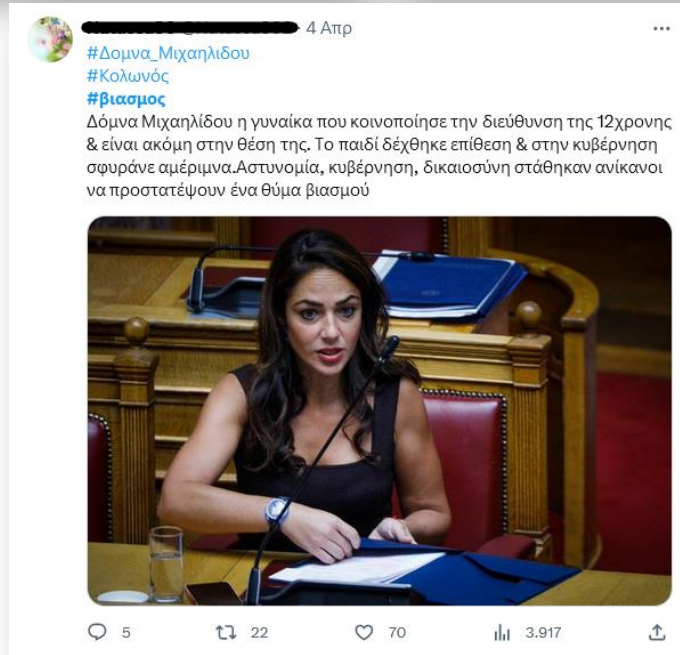 4 Απρ
#Δομνα_Μιχαηλιδου
#Κολωνός
#βιασμος
Δόμνα Μιχαηλίδου η γυναίκα που κοινοποίησε την διεύθυνση της 12χρονης
& είναι ακόμη στην θέση της. Το παιδί δέχθηκε επίθεση & στην κυβέρνηση
σφυράνε αμέριμνα.Αστυνομία, κυβέρνηση, δικαιοσύνη στάθηκαν ανίκανοι
να προστατέψουν ένα θύμα βιασμού
5 22 70 3.917